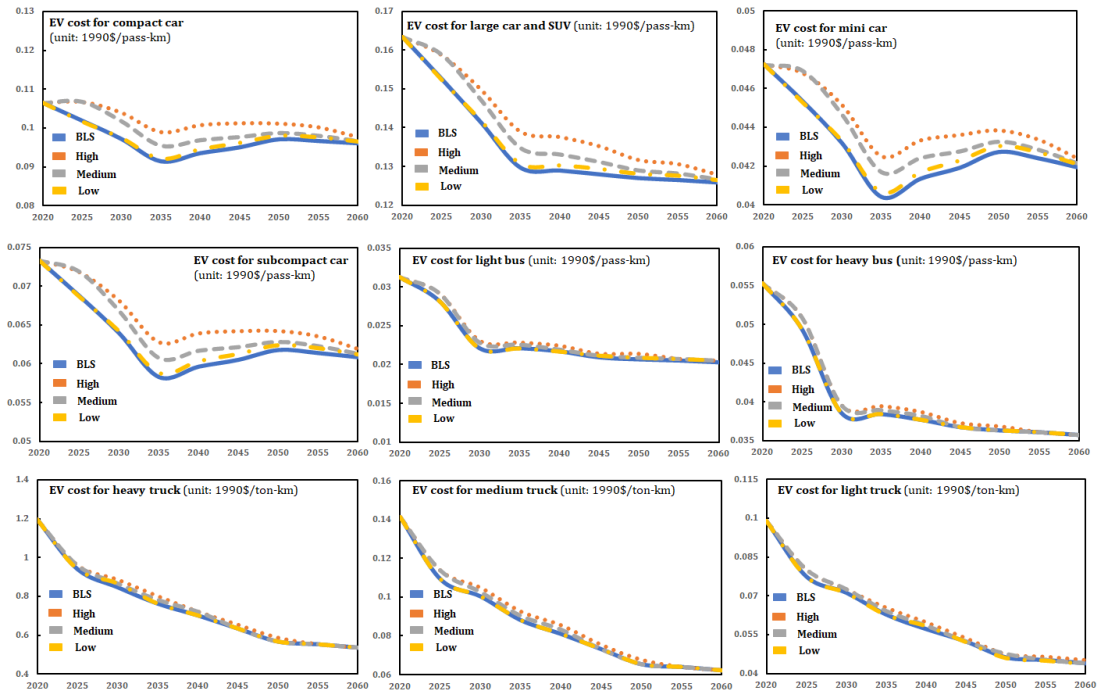 EV cost for compact car
(unit: 1990$/pass-km)
0.13
0.12
0.11
0.1
0.09
0.08
BLS
High
Medium
Low
2020 2025 2030 2035 2040 2045 2050 2055 2060
EV cost for large car and SUV (unit: 1990$/pass-km)
0.17
0.16
0.15
0.14
0.13
0.12
BLS
High
Medium
Low
2020 2025 2030 2035 2040 2045 2050 2055 2060
EV cost for mini car
(unit: 1990$/pass-km)
0.05
0.048
0.046
0.044
0.042
0.04
BLS
High
Medium
Low
2020 2025 2030 2035 2040 2045 2050 2055 2060
EV cost for subcompact car
(unit: 1990$/pass-km)
0.075
0.07
0.065
0.06
0.055
0.05
BLS
High
Medium
Low
2020 2025 2030 2035 2040 2045 2050 2055 2060
EV cost for light bus (unit: 1990$/pass-km)
0.035
0.03
0.025
0.02
0.015
0.01
BLS
High
Medium
Low
2020 2025 2030 2035 2040 2045 2050 2055 2060
EV cost for heavy bus (unit: 1990$/pass-km)
0.06
0.055
0.05
0.045
0.04
0.035
BLS
High
Medium
Low
2020 2025 2030 2035 2040 2045 2050 2055 2060
EV cost for heavy truck (unit: 1990$/ton-km)
1.4
1.2
1
0.8
0.6
0.4
BLS
High
Medium
Low
2020 2025 2030 2035 2040 2045 2050 2055 2060
EV cost for medium truck (unit: 1990$/ton-km)
0.16
0.14
0.12
0.1
0.08
0.06
BLS
High
Medium
Low
2020 2025 2030 2035 2040 2045 2050 2055 2060
EV cost for light truck (unit: 1990$/ton-km)
0.115
0.1
0.085
0.07
0.055
0.04
BLS
High
Medium
Low
2020 2025 2030 2035 2040 2045 2050 2055 2060